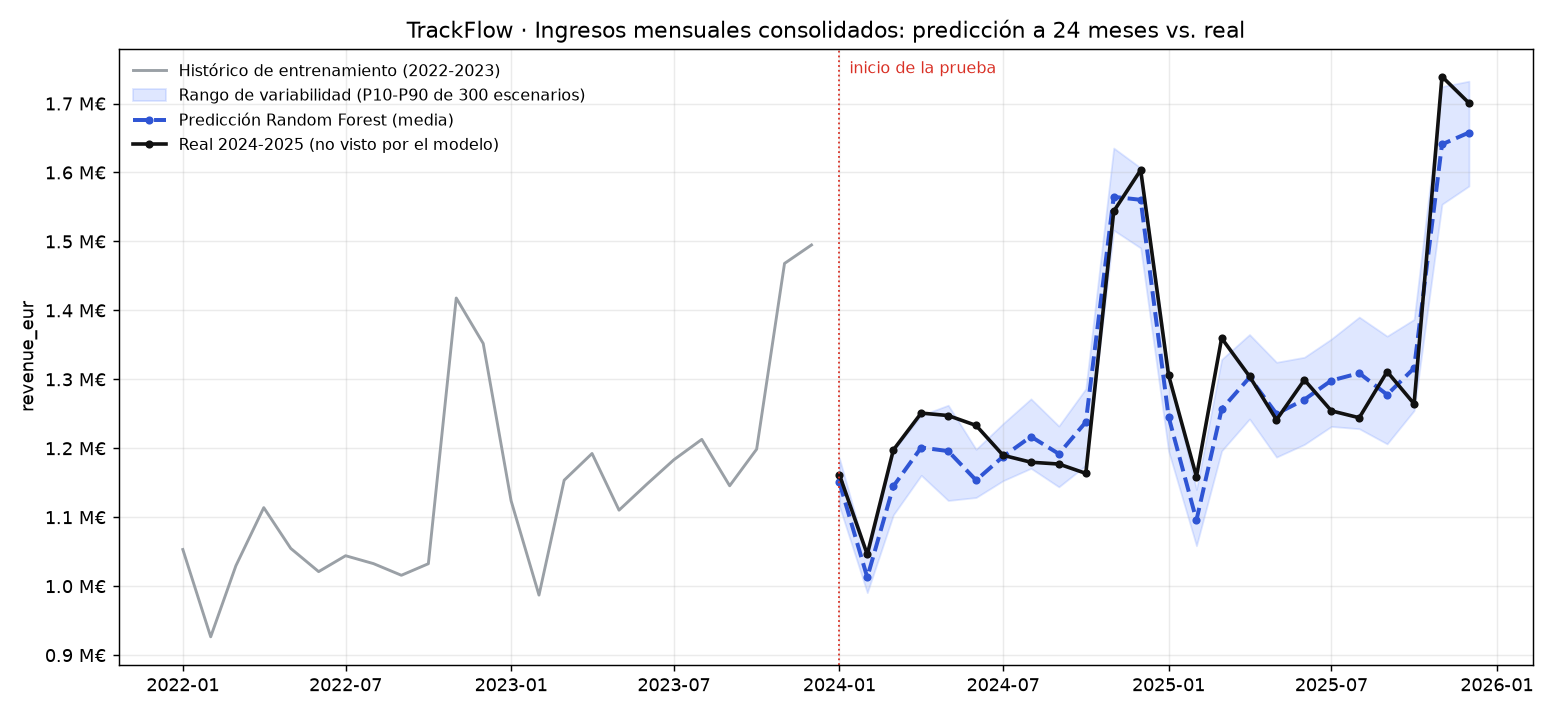 TrackFlow · Ingresos mensuales consolidados: predicción a 24 meses vs. real
Histórico de entrenamiento (2022-2023)
Rango de variabilidad (P10-P90 de 300 escenarios)
Predicción Random Forest (media)
Real 2024-2025 (no visto por el modelo)
inicio de la prueba
revenue_eur
1.7 M€
1.6 M€
1.5 M€
1.4 M€
1.3 M€
1.2 M€
1.1 M€
1.0 M€
0.9 M€
2022-01
2022-07
2023-01
2023-07
2024-01
2024-07
2025-01
2025-07
2026-01